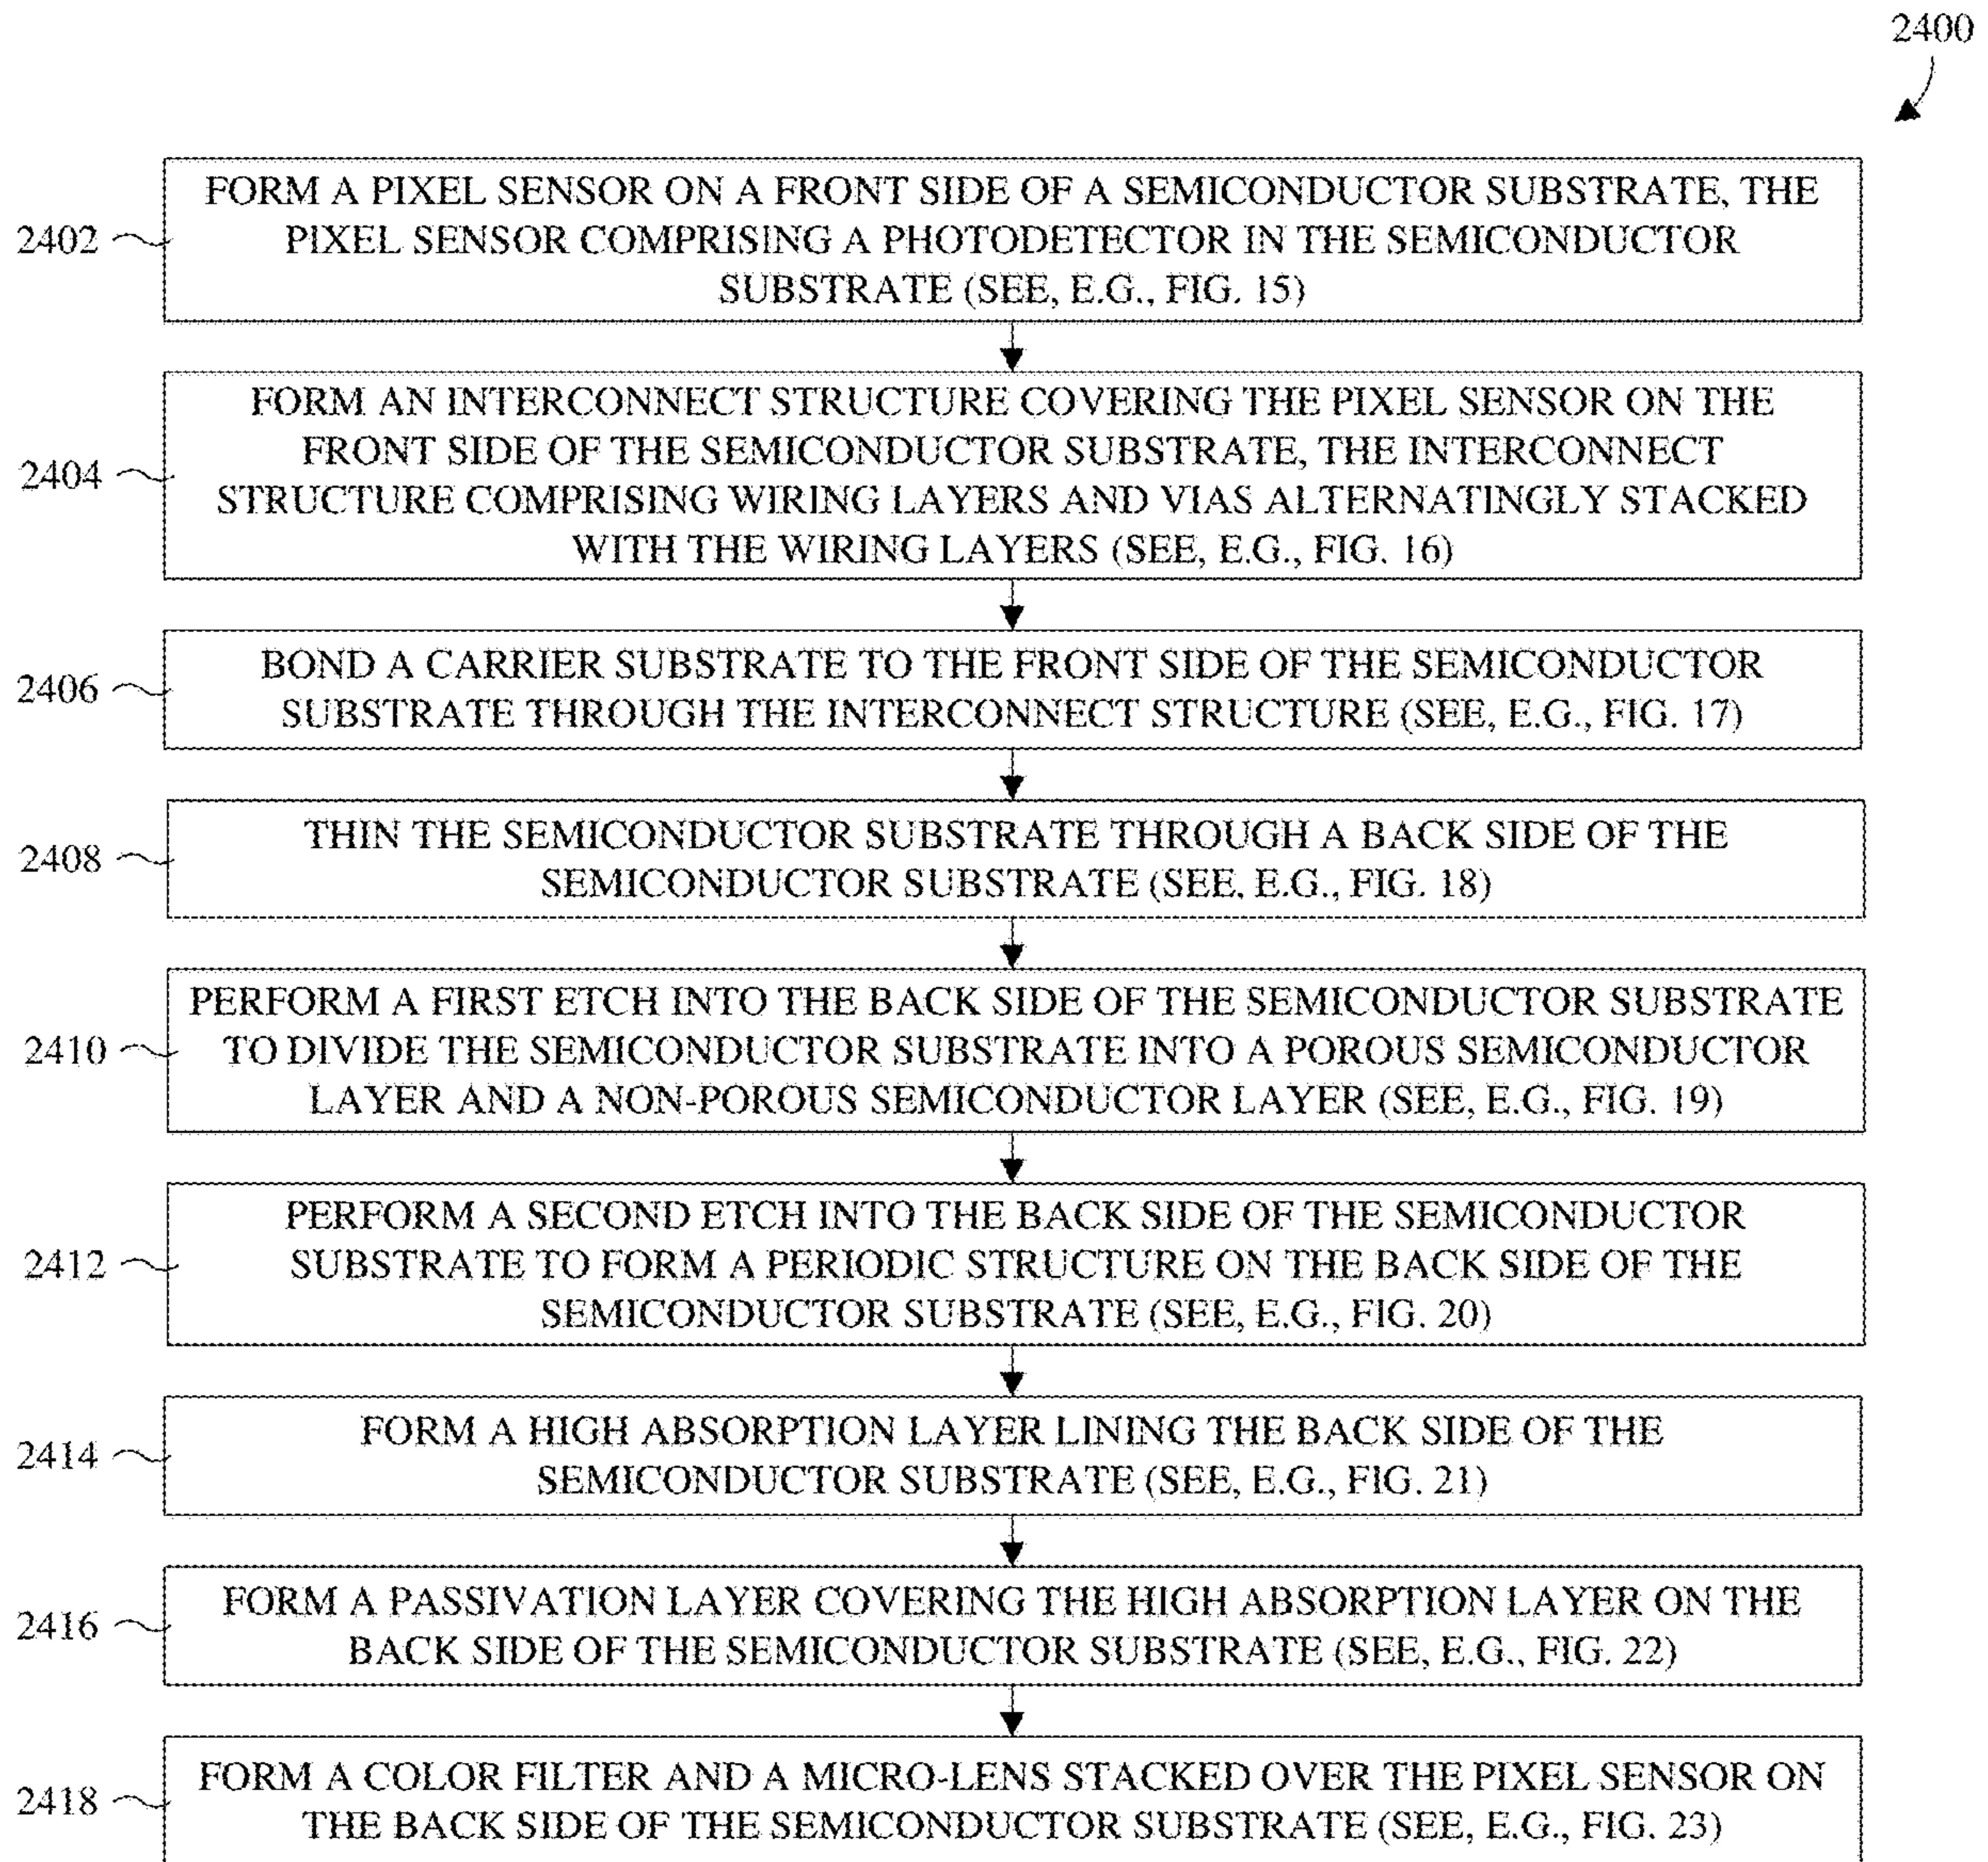 2400
FORM A PIXEL SENSOR ON A FRONT SIDE OF A SEMICONDUCTOR SUBSTRATE, THE
2402 PIXEL SENSOR COMPRISING A PHOTODETECTOR IN THE SEMICONDUCTOR
SUBSTRATE (SEE, E.G., FIG. 15)
FORM AN INTERCONNECT STRUCTURE COVERING THE PIXEL SENSOR ON THE
FRONT SIDE OF THE SEMICONDUCTOR SUBSTRATE, THE INTERCONNECT
2404
STRUCTURE COMPRISING WIRING LAYERS AND VIAS ALTERNATINGLY STACKED
WITH THE WIRING LAYERS (SEE, E.G., FIG. 16)
BOND A CARRIER SUBSTRATE TO THE FRONT SIDE OF THE SEMICONDUCTOR
2406
SUBSTRATE THROUGH THE INTERCONNECT STRUCTURE (SEE, E.G., FIG. 17)
THIN THE SEMICONDUCTOR SUBSTRATE THROUGH A BACK SIDE OF THE
2408
SEMICONDUCTOR SUBSTRATE (SEE, E.G., FIG. 18)
PERFORM A FIRST ETCH INTO THE BACK SIDE OF THE SEMICONDUCTOR SUBSTRATE
2410 TO DIVIDE THE SEMICONDUCTOR SUBSTRATE INTO A POROUS SEMICONDUCTOR
LAYER AND A NON-POROUS SEMICONDUCTOR LAYER (SEE, E.G., FIG. 19)
PERFORM A SECOND ETCH INTO THE BACK SIDE OF THE SEMICONDUCTOR
2412 SUBSTRATE TO FORM A PERIODIC STRUCTURE ON THE BACK SIDE OF THE
SEMICONDUCTOR SUBSTRATE (SEE, E.G., FIG. 20)
FORM A HIGH ABSORPTION LAYER LINING THE BACK SIDE OF THE
2414
SEMICONDUCTOR SUBSTRATE (SEE, E.G., FIG. 21)
FORM A PASSIVATION LAYER COVERING THE HIGH ABSORPTION LAYER ON THE
2416
BACK SIDE OF THE SEMICONDUCTOR SUBSTRATE (SEE, E.G., FIG. 22)
FORM A COLOR FILTER AND A MICRO-LENS STACKED OVER THE PIXEL SENSOR ON
2418
THE BACK SIDE OF THE SEMICONDUCTOR SUBSTRATE (SEE, E.G., FIG. 23)